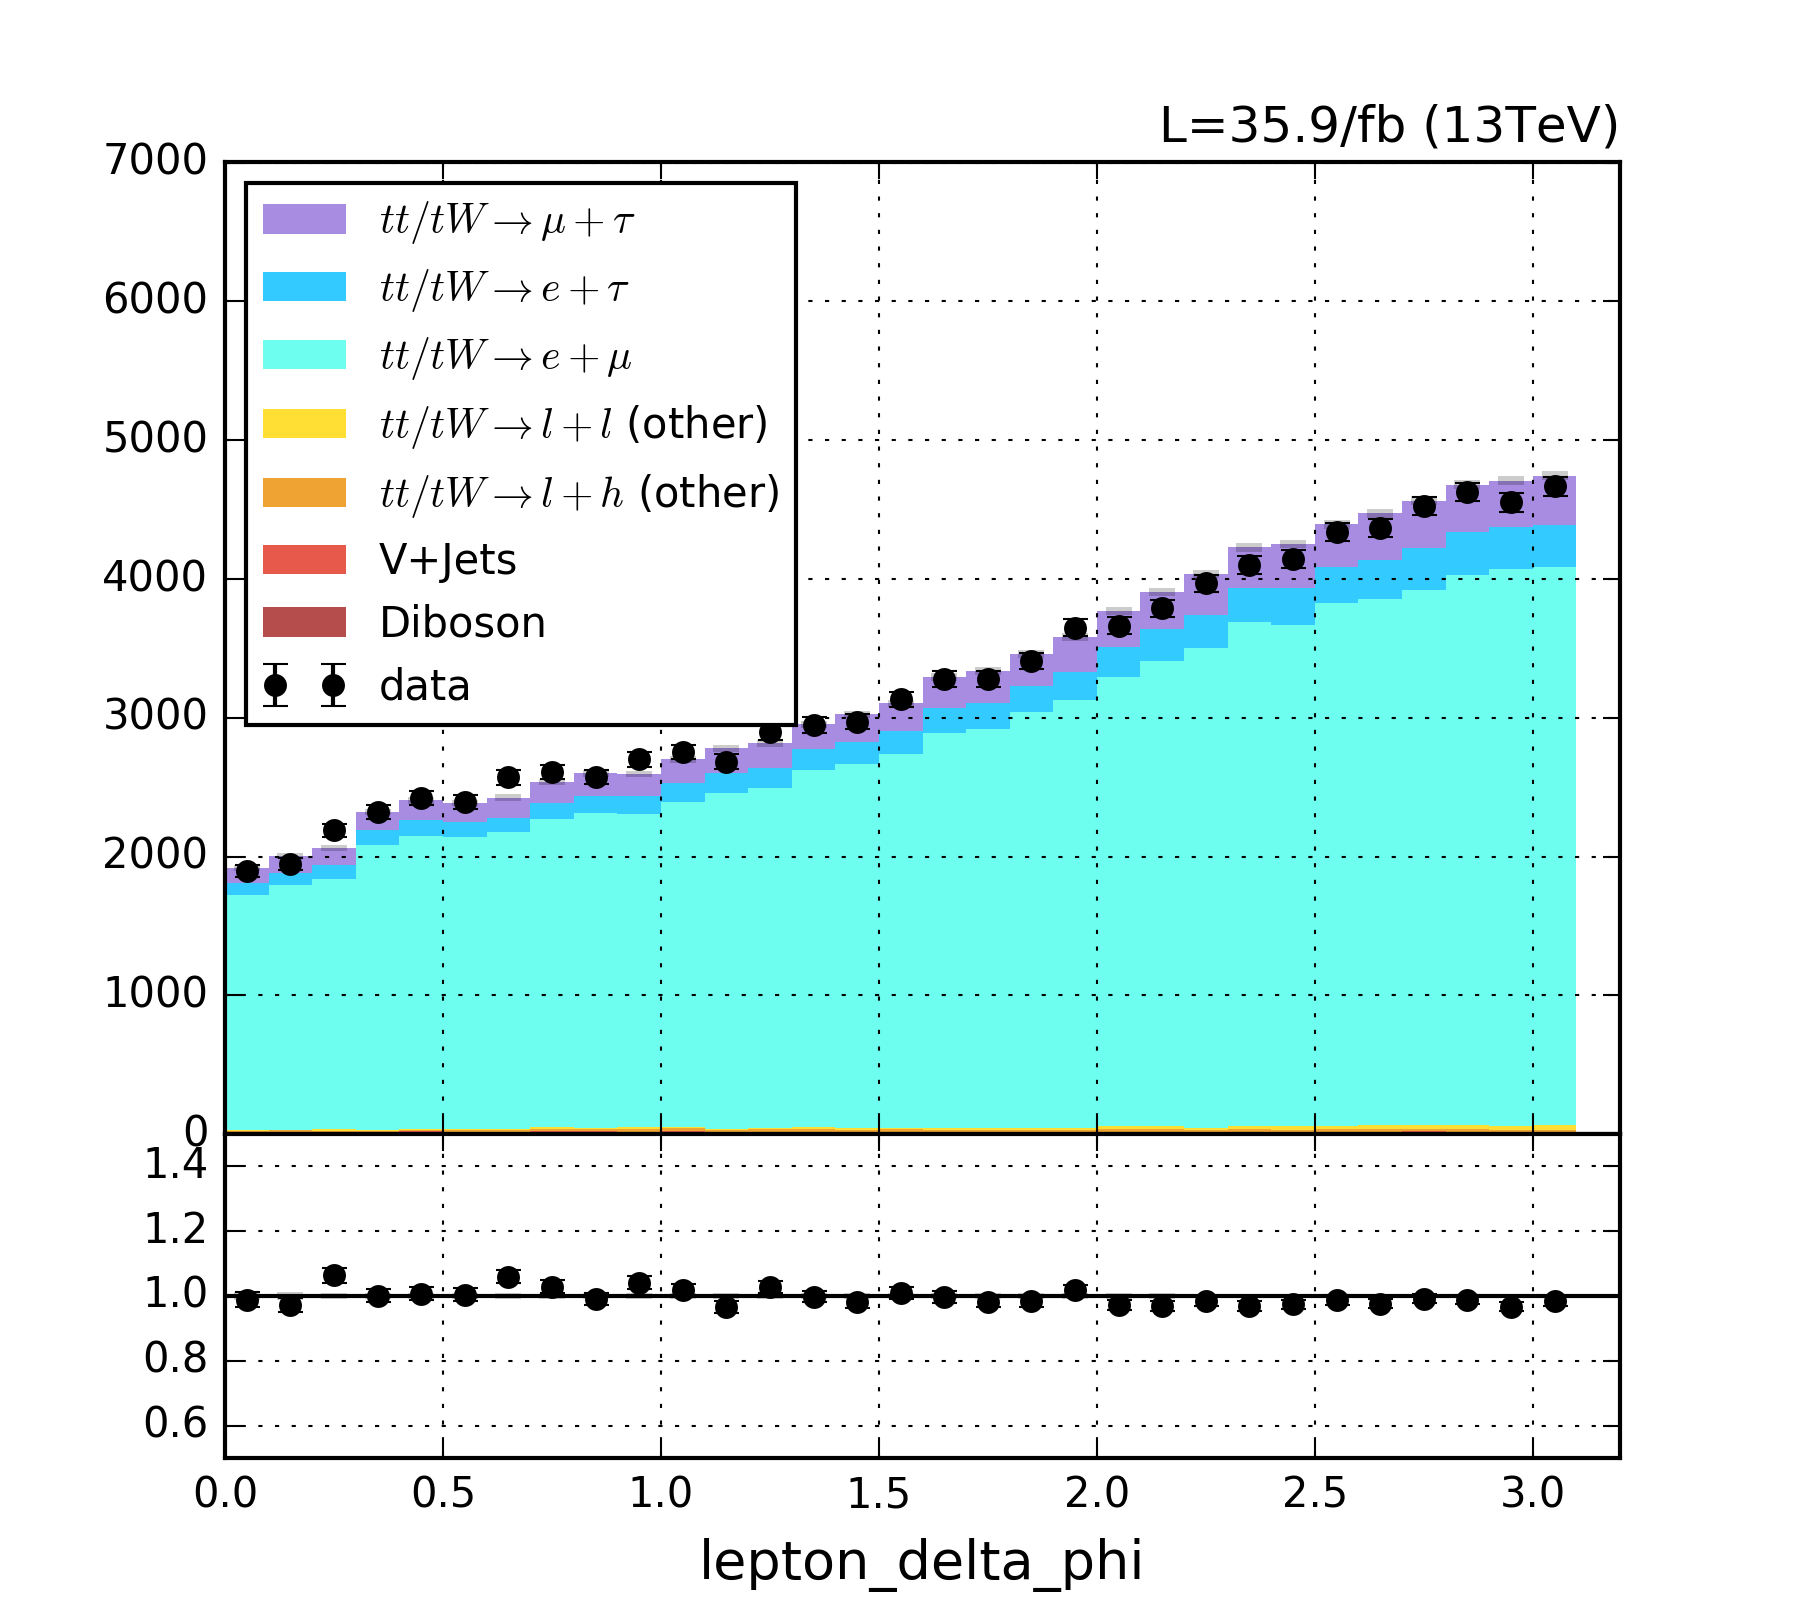 L=35.9/fb (13TeV)
7000
6000
5000
4000
3000
2000
1000
0
tt/tW → μ + τ
tt/tW → e + τ
tt/tW → e + μ
tt/tW → l + l (other)
tt/tW → l + h (other)
V+Jets
Diboson
data
1.4
1.2
1.0
0.8
0.6
0.0 0.5 1.0 1.5 2.0 2.5 3.0
lepton_delta_phi